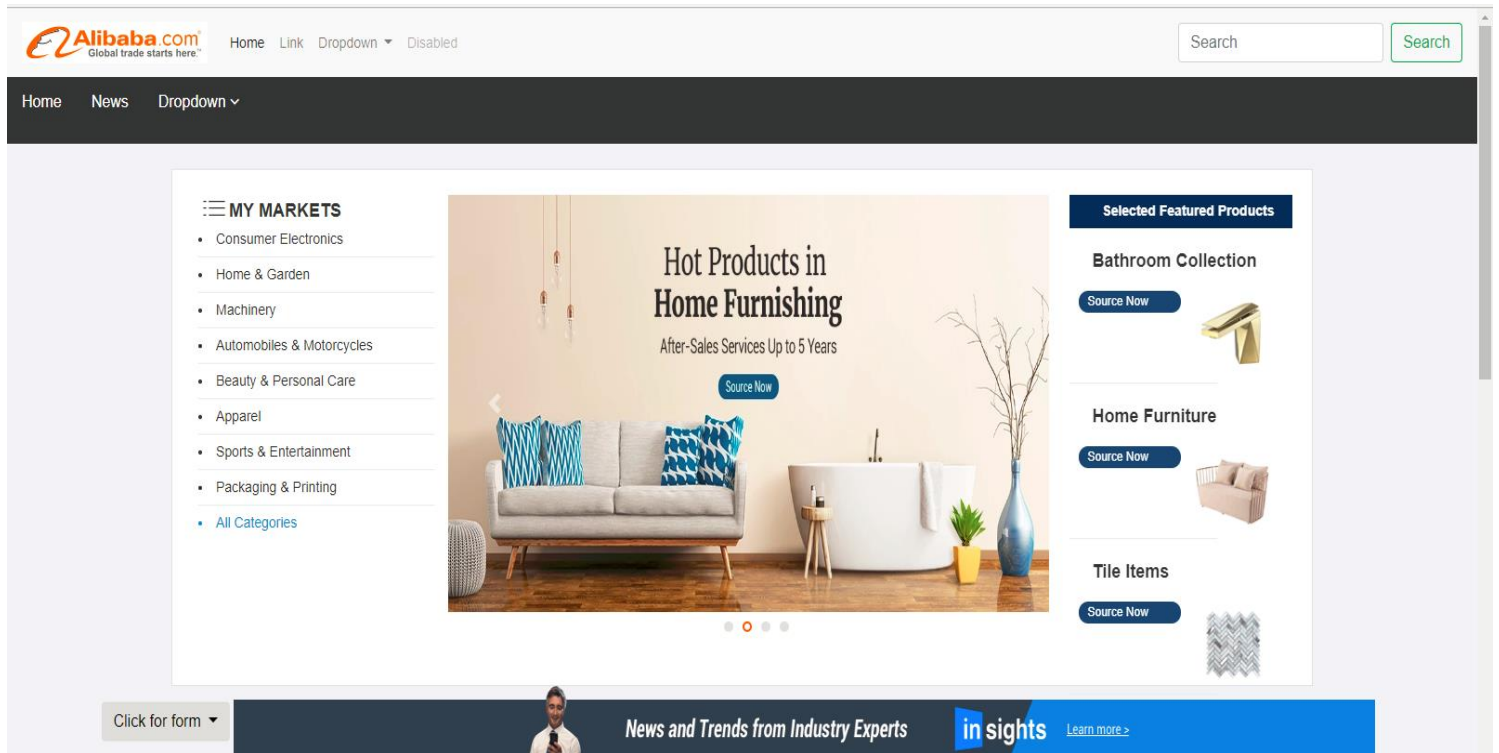 Alibaba.com
Global trade starts here.™
Home Link Dropdown Disabled
Search
Search
Home News Dropdown
MY MARKETS
Consumer Electronics
Home & Garden
Machinery
Automobiles & Motorcycles
Beauty & Personal Care
Apparel
Sports & Entertainment
Packaging & Printing
All Categories
Hot Products in
Home Furnishing
After-Sales Services Up to 5 Years
Source Now
Selected Featured Products
Bathroom Collection
Source Now
Home Furniture
Source Now
Tile Items
Source Now
Click for form
News and Trends from Industry Experts
in sights
Learn more >